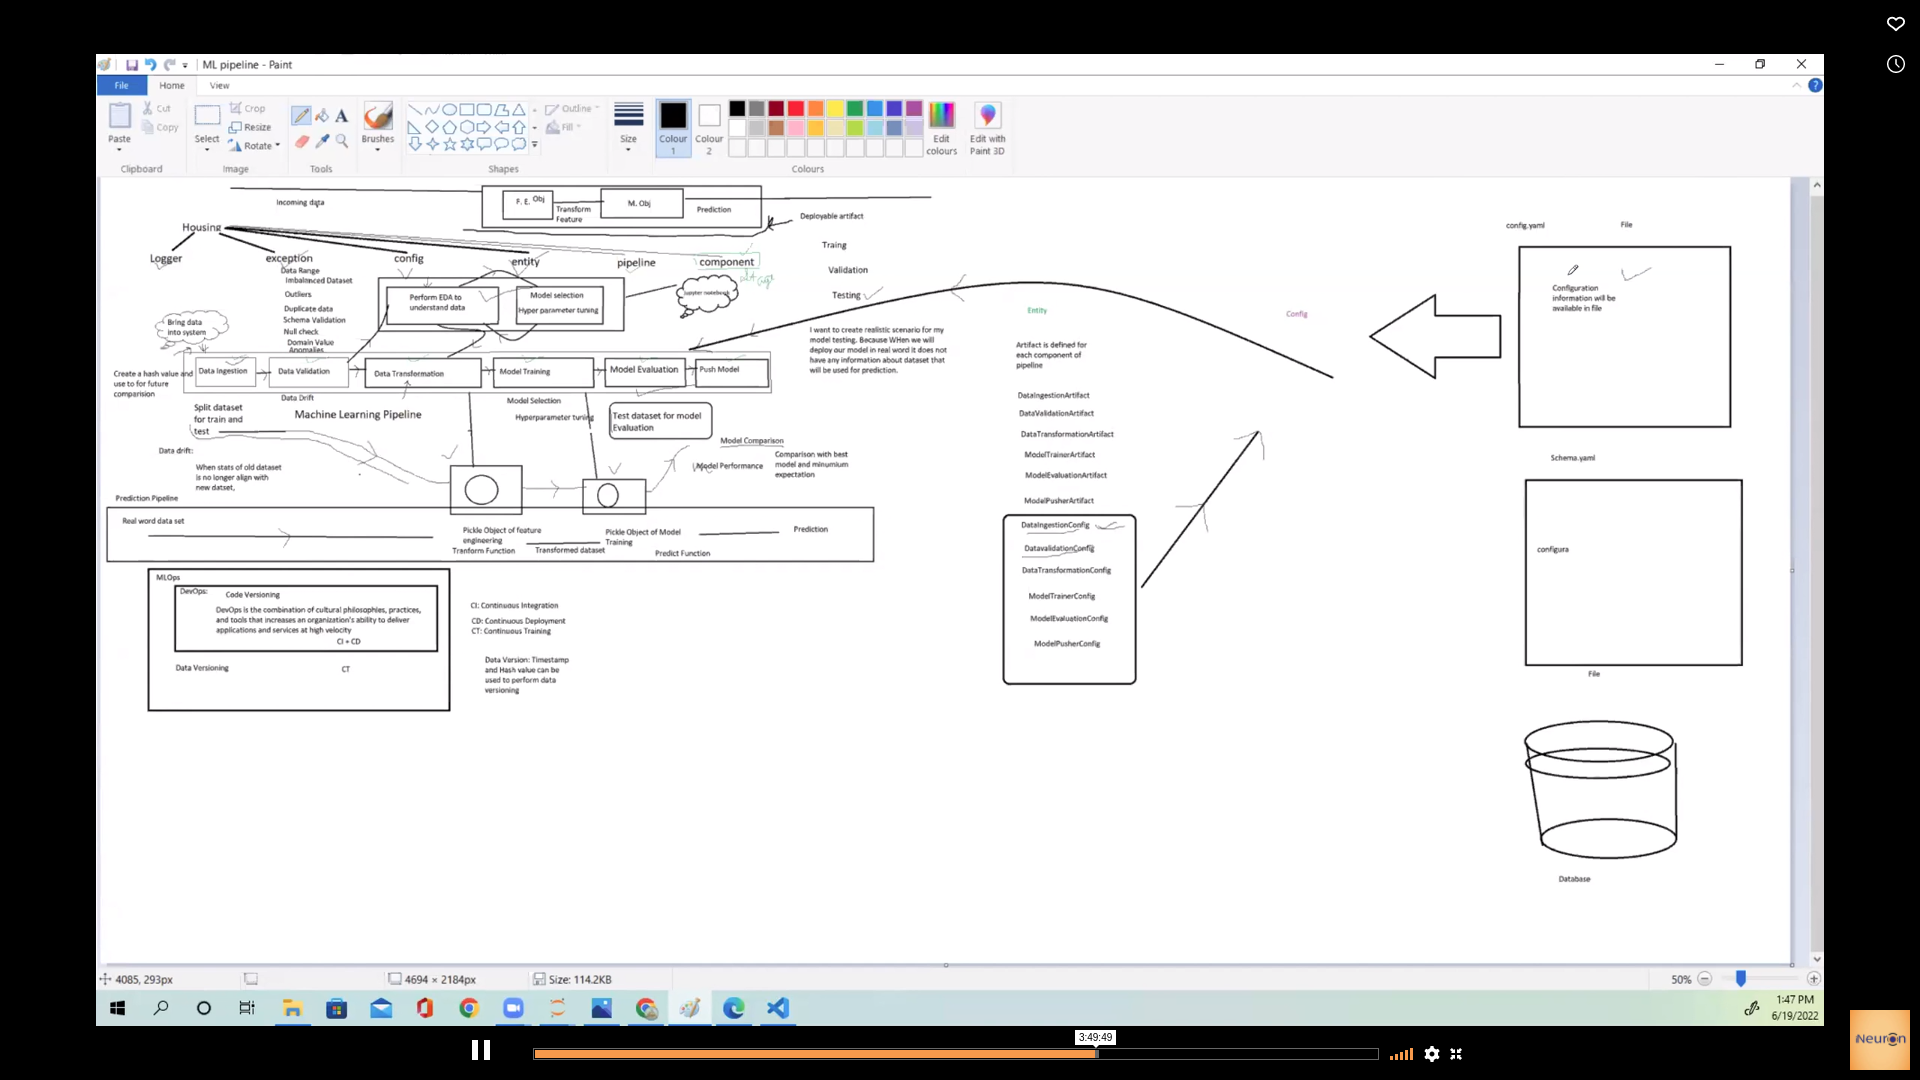 ML pipeline - Paint
File
Home
View
Paste
Cut
Copy
Clipboard
Select
Crop
Resize
Rotate
Image
Tools
Brushes
Shapes
Outline
Fill
Size
Colour
1
Colour
2
Colours
Edit
colours
Edit with
Paint 3D
Incoming data
F. E. Obj
Transform
Feature
M. Obj
Prediction
Deployable artifact
Housing
Logger
exception
config
entity
pipeline
component
Traing
Validation
Testing
Data Range
Imbalnced Dataset
Outliers
Duplicate data
Schema Validation
Null check
Domain Value
Anomalies
Perform EDA to
understand data
Model selection
Hyper parameter tuning
jupyter notebook
Bring data
into system
I want to create realistic scenario for my
model testing. Because WHen we will
deploy our model in real word it does not
have any information about dataset that
will be used for prediction.
Create a hash value and
use to for future
comparision
Data Ingestion
Data Validation
Data Transformation
Model Training
Model Evaluation
Push Model
Data Drift
Model Selection
Hyperparameter tuning
Split dataset
for train and
test
Machine Learning Pipeline
Test dataset for model
Evaluation
Model Comparison
Model Performance
Comparison with best
model and minumium
expectation
Data drift:
When stats of old dataset
is no longer align with
new datset,
Prediction Pipeline
Real word data set
Pickle Object of feature
engineering
Tranform Function
Transformed dataset
Pickle Object of Model
Training
Predict Function
Prediction
MLOps
DevOps:
Code Versioning
DevOps is the combination of cultural philosophies, practices,
and tools that increases an organization's ability to deliver
applications and services at high velocity
CI + CD
Data Versioning
CT
CI: Continuous Integration
CD: Continuous Deployment
CT: Continuous Training
Data Version: Timestamp
and Hash value can be
used to perform data
versioning
Entity
Artifact is defined for
each component of
pipeline
DataIngestionArtifact
DataValidationArtifact
DataTransformationArtifact
ModelTrainerArtifact
ModelEvaluationArtifact
ModelPusherArtifact
DataIngestionConfig
DatavalidationConfig
DataTransformationConfig
ModelTrainerConfig
ModelEvaluationConfig
ModelPusherConfig
Config
config.yaml
File
Configuration
information will be
available in file
Schema.yaml
configura
File
Database
4085, 293px
4694 × 2184px
Size: 114.2KB
50%
1:47 PM
6/19/2022
3:49:49
Neuron